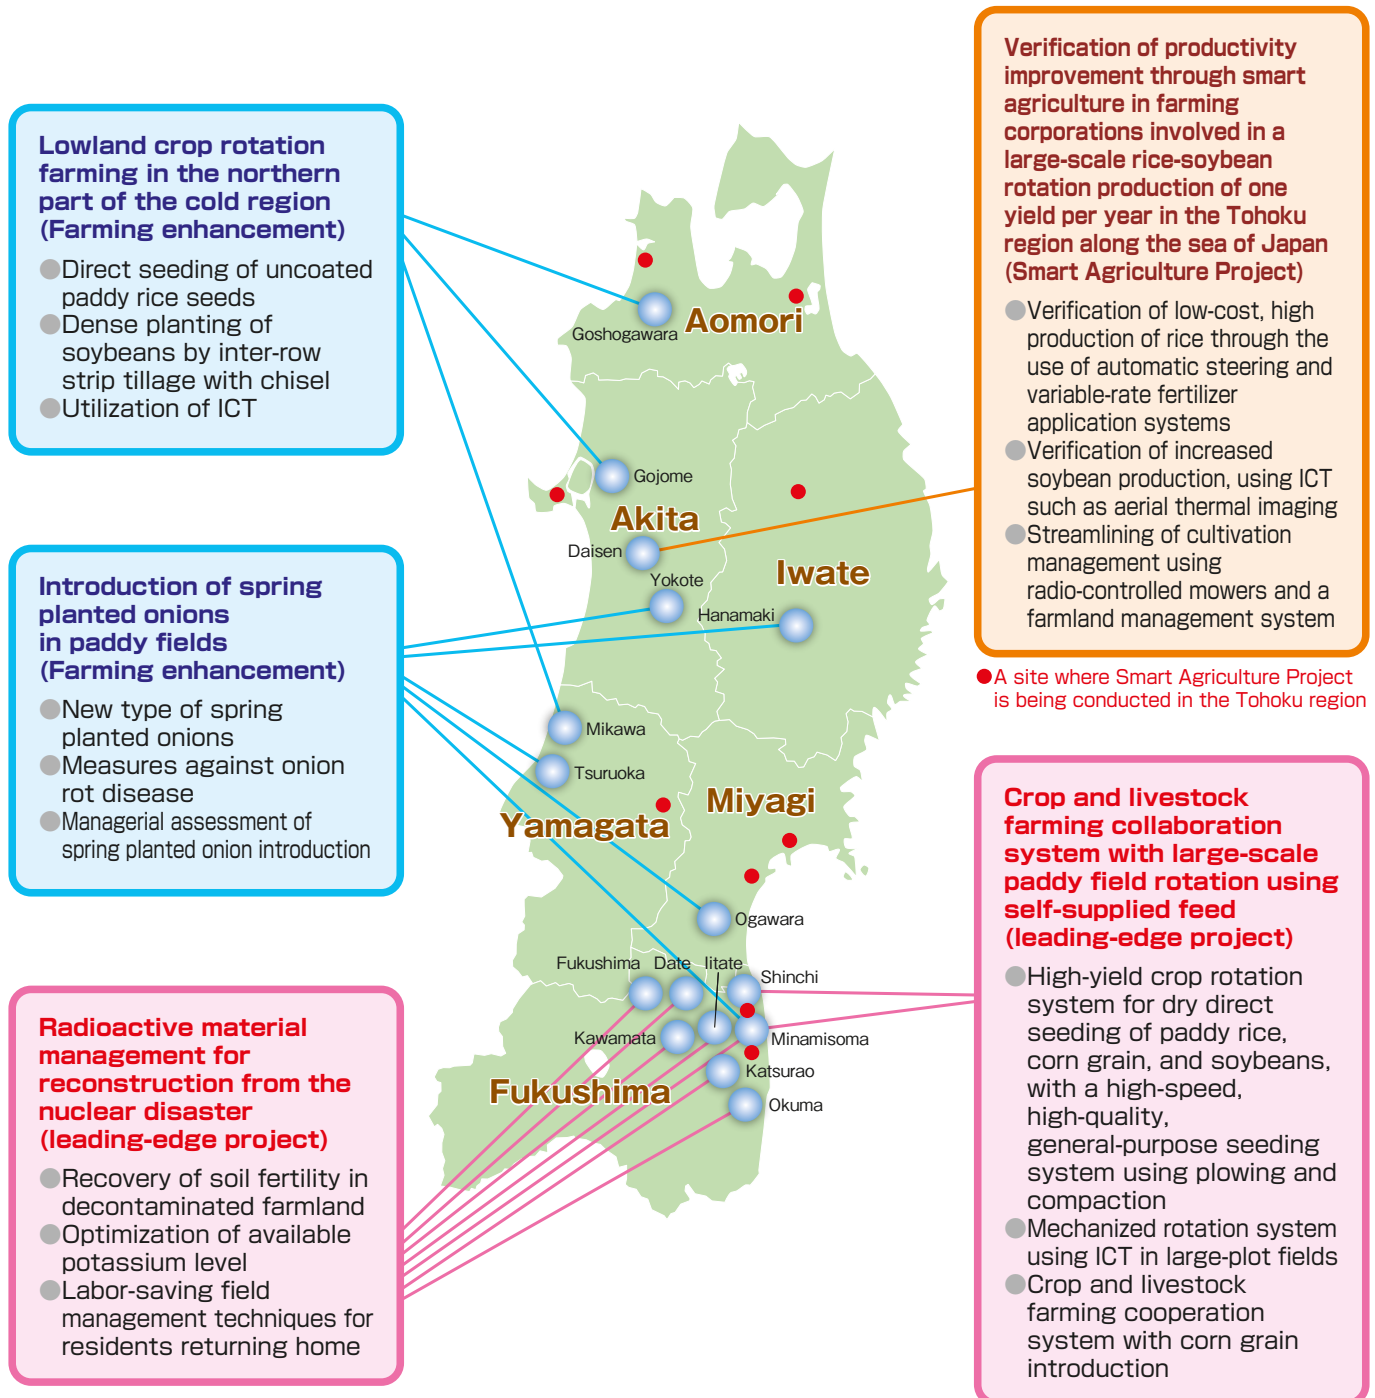 Lowland crop rotation
farming in the northern
part of the cold region
(Farming enhancement)
●Direct seeding of uncoated
paddy rice seeds
●Dense planting of
soybeans by inter-row
strip tillage with chisel
●Utilization of ICT
Introduction of spring
planted onions
in paddy fields
(Farming enhancement)
●New type of spring
planted onions
●Measures against onion
rot disease
●Managerial assessment of
spring planted onion introduction
Radioactive material
management for
reconstruction from the
nuclear disaster
(leading-edge project)
●Recovery of soil fertility in
decontaminated farmland
●Optimization of available
potassium level
●Labor-saving field
management techniques for
residents returning home
Goshogawara
Aomori
Gojome
Akita
Daisen
Yokote
Iwate
Hanamaki
Mikawa
Tsuruoka
Yamagata
Miyagi
Ogawara
Fukushima
Date
Iitate
Shinchi
Kawamata
Minamisoma
Katsurao
Fukushima
Okuma
Verification of productivity
improvement through smart
agriculture in farming
corporations involved in a
large-scale rice-soybean
rotation production of one
yield per year in the Tohoku
region along the sea of Japan
(Smart Agriculture Project)
●Verification of low-cost, high
production of rice through the
use of automatic steering and
variable-rate fertilizer
application systems
●Verification of increased
soybean production, using ICT
such as aerial thermal imaging
●Streamlining of cultivation
management using
radio-controlled mowers and a
farmland management system
●A site where Smart Agriculture Project
is being conducted in the Tohoku region
Crop and livestock
farming collaboration
system with large-scale
paddy field rotation using
self-supplied feed
(leading-edge project)
●High-yield crop rotation
system for dry direct
seeding of paddy rice,
corn grain, and soybeans,
with a high-speed,
high-quality,
general-purpose seeding
system using plowing and
compaction
●Mechanized rotation system
using ICT in large-plot fields
●Crop and livestock
farming cooperation
system with corn grain
introduction